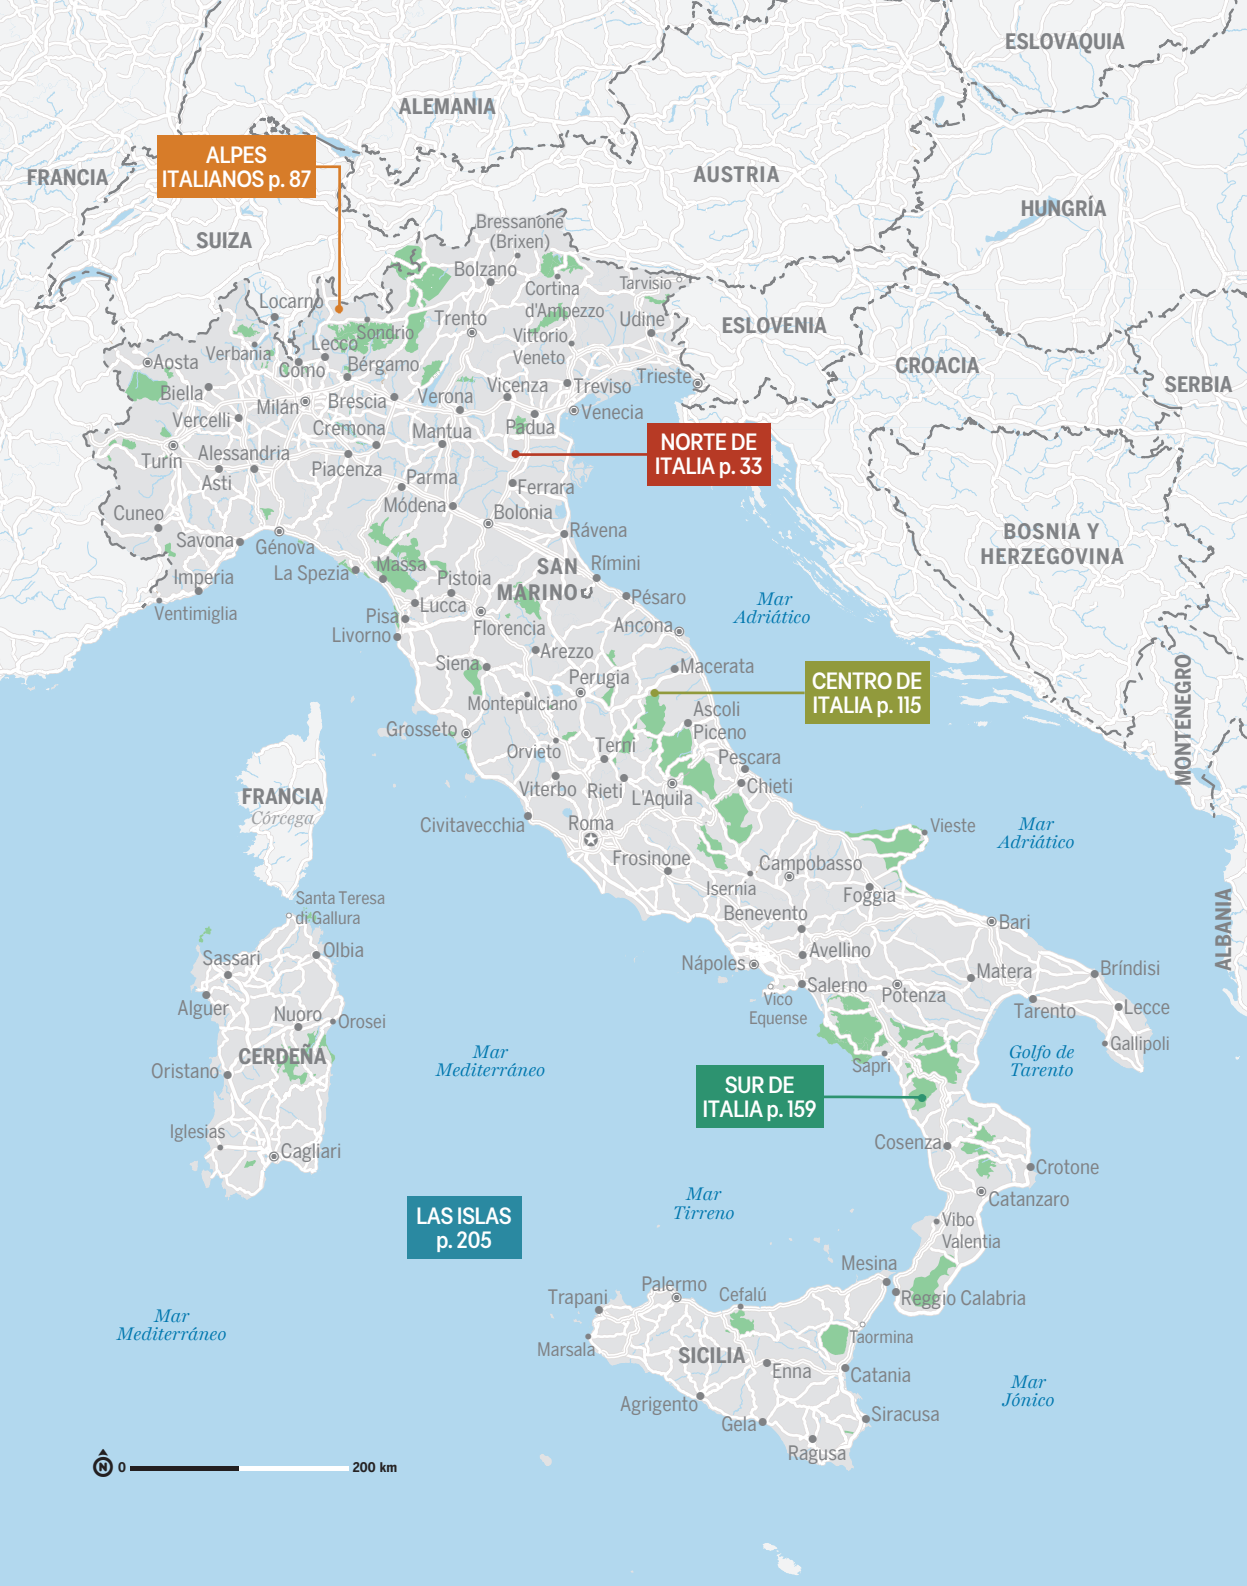 ESLOVAQUIA
ALEMANIA
ALPES
ITALIANOS p. 87
FRANCIA
AUSTRIA
HUNGRÍA
SUIZA
Bressanone
(Brixen)
Bolzano
Cortina
d'Ampezzo
Tarvisio
Locarno
Sondrio
Trento
Vittorio
Veneto
Udine
ESLOVENIA
CROACIA
SERBIA
Aosta
Verbania
Lecco
Como
Bérgamo
Biella
Vicenza
Treviso
Trieste
Milán
Brescia
Verona
Venecia
Vercelli
Cremona
Mantua
Padua
NORTE DE
ITALIA p. 33
Turín
Alessandria
Asti
Piacenza
Parma
Ferrara
Módena
Bolonia
Cuneo
Savona
Génova
Rávena
BOSNIA Y
HERZEGOVINA
Imperia
La Spezia
Massa
Pistoia
SAN
MARINO
Rímini
Ventimiglia
Pisa
Lucca
Livorno
Florencia
Pésaro
Ancona
Mar
Adriático
Siena
Arezzo
Macerata
Perugia
Montepulciano
CENTRO DE
ITALIA p. 115
MONTENEGRO
Grosseto
Orvieto
Terni
Ascoli
Piceno
Pescara
Viterbo
Rieti
L'Aquila
Chieti
FRANCIA
Córcega
Civitavecchia
Roma
Vieste
Mar
Adriático
Frosinone
Campobasso
Isernia
Foggia
Santa Teresa
di Gallura
Benevento
Bari
ALBANIA
Sassari
Olbia
Nápoles
Avellino
Matera
Bríndisi
Alguer
Salerno
Potenza
Vico
Equense
Tarento
Lecce
Nuoro
Orosei
Gallipoli
CERDEÑA
Oristano
Mar
Mediterráneo
Sapri
Golfo de
Tarento
SUR DE
ITALIA p. 159
Iglesias
Cagliari
Cosenza
Crotone
Catanzaro
LAS ISLAS
p. 205
Mar
Tirreno
Vibo
Valentia
Mesina
Reggio Calabria
Trapani
Palermo
Cefalú
Mar
Mediterráneo
Marsala
SICILIA
Taormina
Enna
Catania
Mar
Jónico
Agrigento
Gela
Siracusa
Ragusa
N 0 200 km